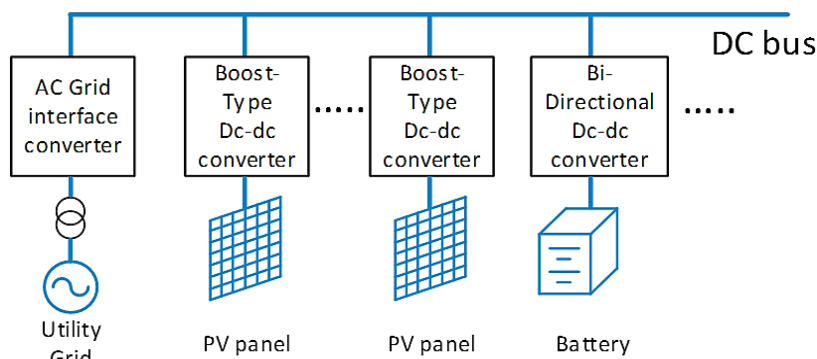 DC bus
AC Grid
interface
converter
Boost-
Type
Dc-dc
converter
.....
Boost-
Type
Dc-dc
converter
Bi-
Directional
Dc-dc
converter
.....
Utility
Grid
PV panel
PV panel
Battery